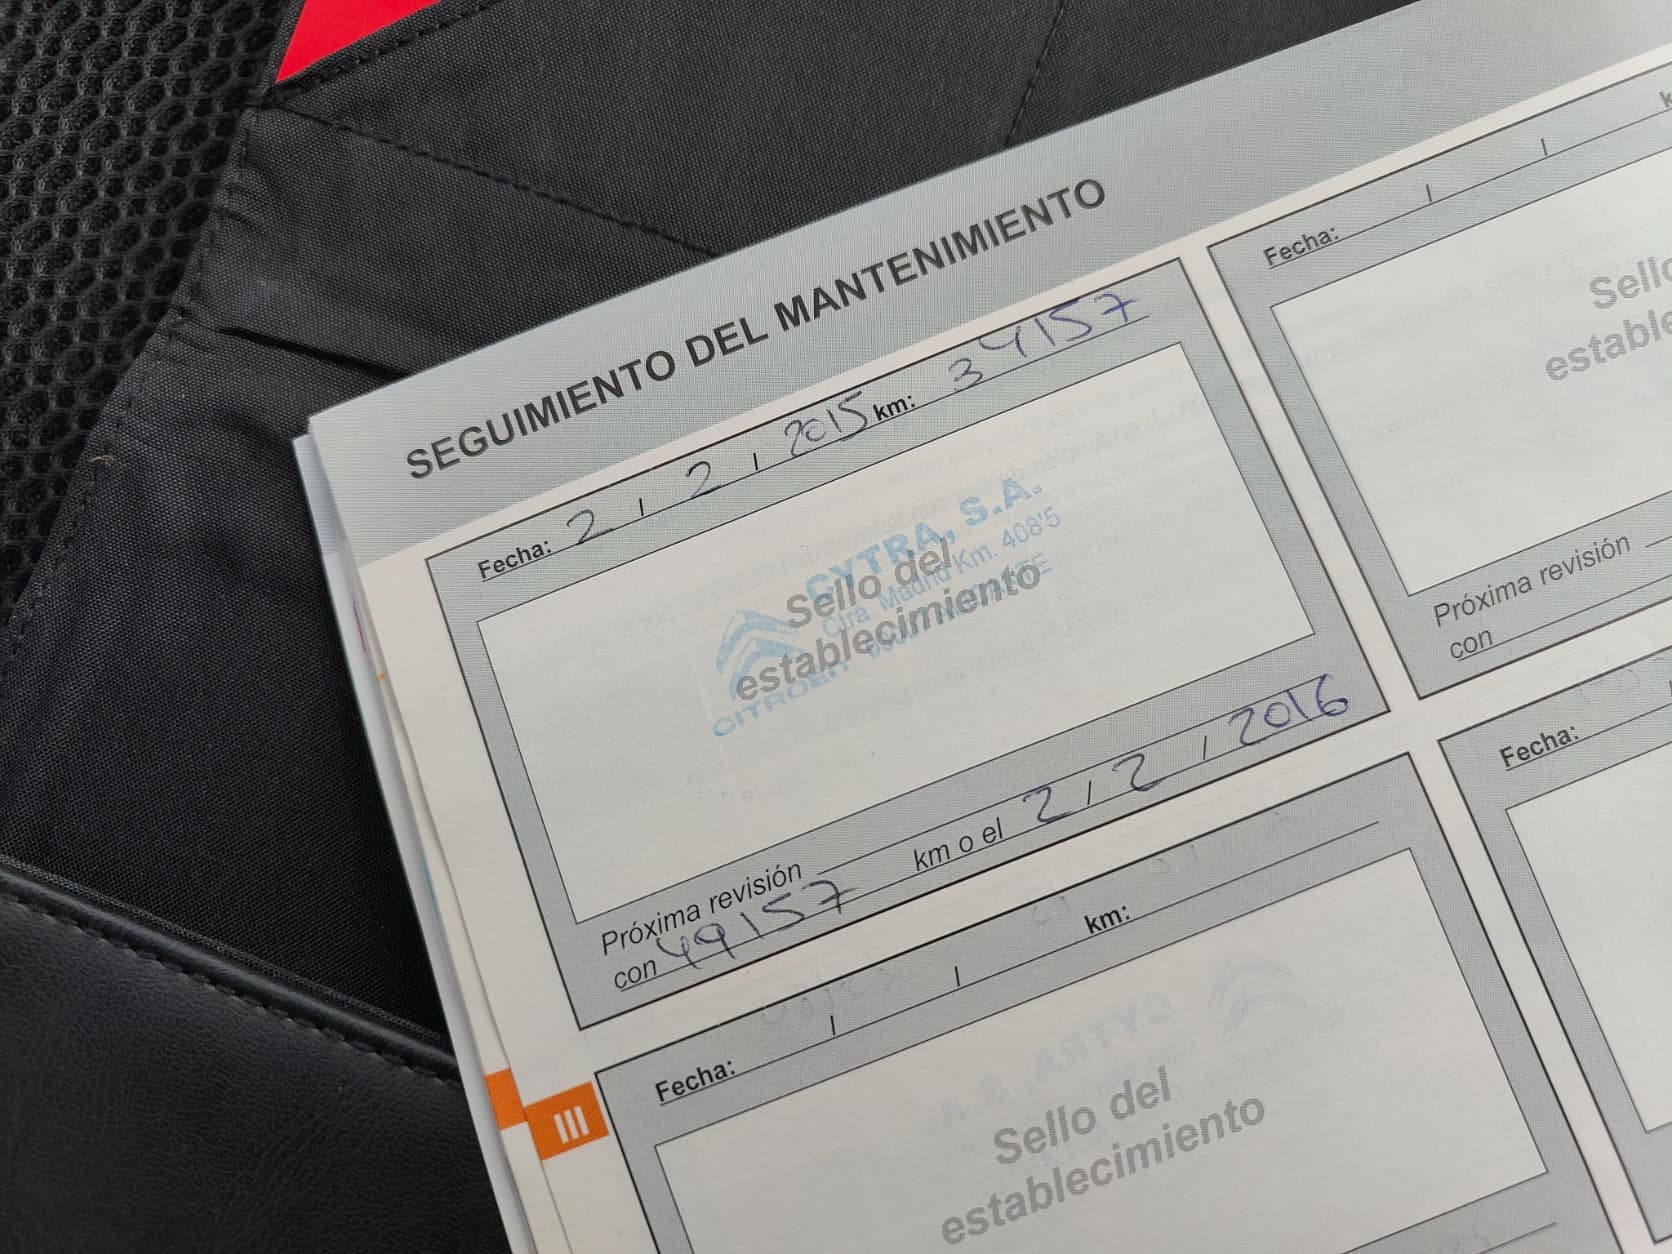 SEGUIMIENTO DEL MANTENIMIENTO
Fecha: 2 / 2 / 2015 km: 34157
CYTRA, S.A.
Ctra. Madrid Km. 408'5
CITROËN
Sello del
establecimiento
Próxima revisión
con 49157 km o el 2 / 2 / 2016
Fecha: / / km:
Sello del
establecimiento
III
Fecha: / /
Sello
Próxima revisión
con
Fecha: